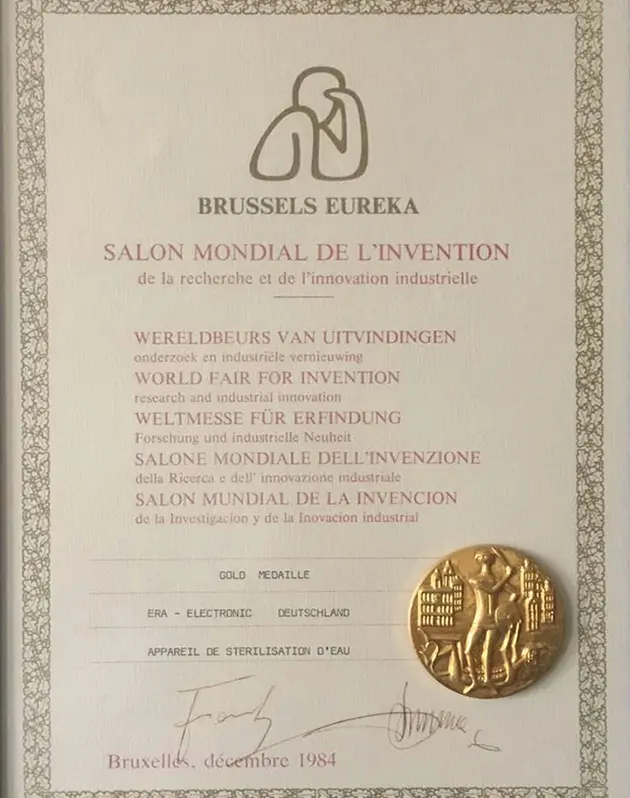 BRUSSELS EUREKA
SALON MONDIAL DE L'INVENTION
de la recherche et de l'innovation industrielle
WERELDBEURS VAN UITVINDINGEN
onderzoek en industriële vernieuwing
WORLD FAIR FOR INVENTION
research and industrial innovation
WELTMESSE FÜR ERFINDUNG
Forschung und industrielle Neuheit
SALONE MONDIALE DELL'INVENZIONE
della Ricerca e dell' innovazione industriale
SALON MUNDIAL DE LA INVENCION
de la Investigacion y de la Inovacion industrial
GOLD MEDAILLE
ERA - ELECTRONIC DEUTSCHLAND
APPAREIL DE STERILISATION D'EAU
Bruxelles, décembre 1984